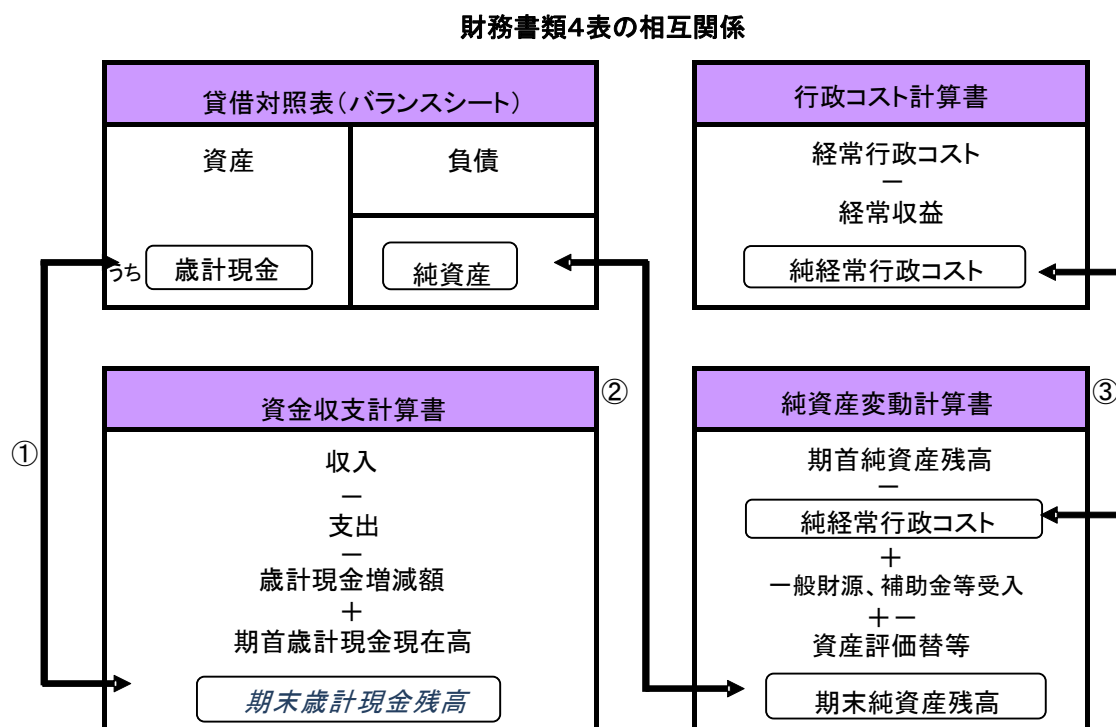 財務書類4表の相互関係
貸借対照表(バランスシート)
資産
負債
うち
歳計現金
純資産
行政コスト計算書
経常行政コスト
－
経常収益
純経常行政コスト
①
資金収支計算書
収入
－
支出
－
歳計現金増減額
＋
期首歳計現金現在高
期末歳計現金残高
②
純資産変動計算書
期首純資産残高
－
純経常行政コスト
＋
一般財源、補助金等受入
＋－
資産評価替等
期末純資産残高
③